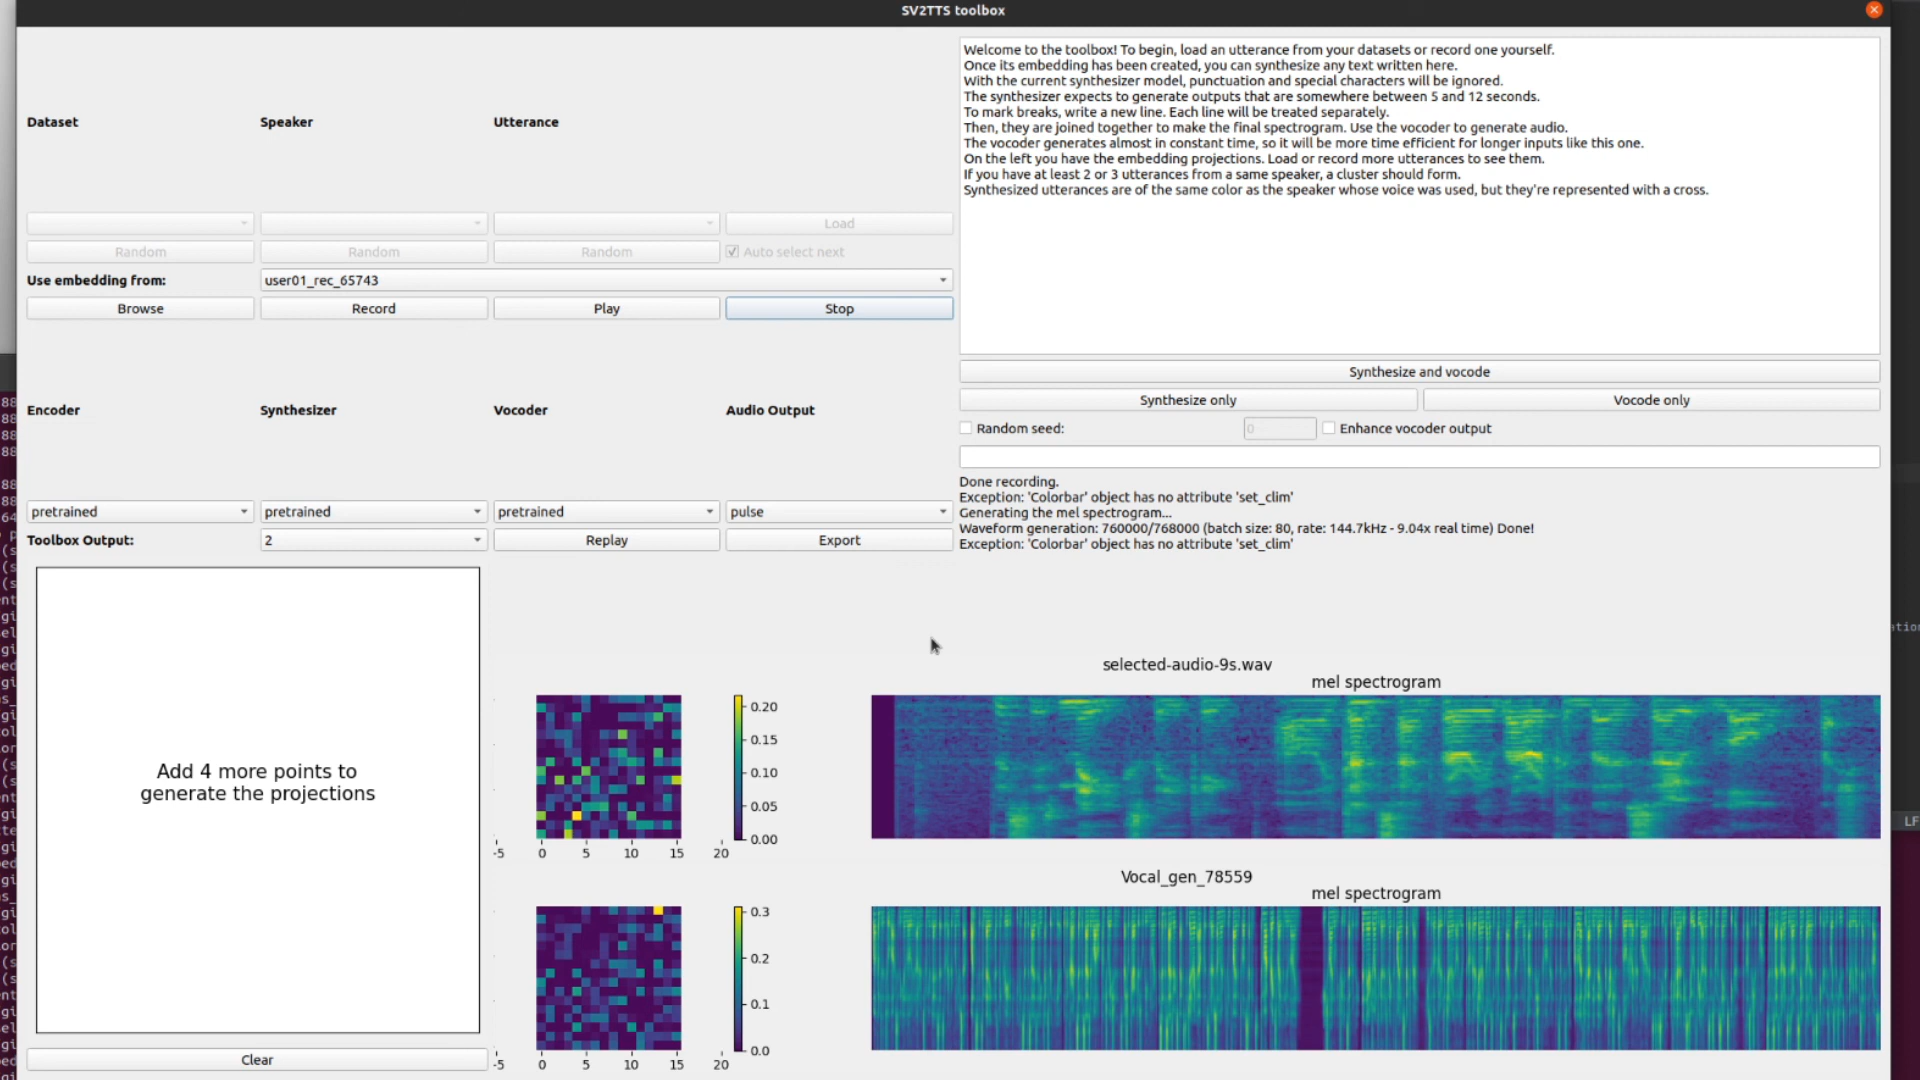 SV2TTS toolbox
Dataset
Speaker
Utterance
Load
Random
Random
Random
Auto select next
Use embedding from:
user01_rec_65743
Browse
Record
Play
Stop
Encoder
Synthesizer
Vocoder
Audio Output
pretrained
pretrained
pretrained
pulse
Toolbox Output:
2
Replay
Export
Welcome to the toolbox! To begin, load an utterance from your datasets or record one yourself.
Once its embedding has been created, you can synthesize any text written here.
With the current synthesizer model, punctuation and special characters will be ignored.
The synthesizer expects to generate outputs that are somewhere between 5 and 12 seconds.
To mark breaks, write a new line. Each line will be treated separately.
Then, they are joined together to make the final spectrogram. Use the vocoder to generate audio.
The vocoder generates almost in constant time, so it will be more time efficient for longer inputs like this one.
On the left you have the embedding projections. Load or record more utterances to see them.
If you have at least 2 or 3 utterances from a same speaker, a cluster should form.
Synthesized utterances are of the same color as the speaker whose voice was used, but they're represented with a cross.
Synthesize and vocode
Synthesize only
Vocode only
Random seed:
0
Enhance vocoder output
Done recording.
Exception: 'Colorbar' object has no attribute 'set_clim'
Generating the mel spectrogram...
Waveform generation: 760000/768000 (batch size: 80, rate: 144.7kHz - 9.04x real time) Done!
Exception: 'Colorbar' object has no attribute 'set_clim'
Add 4 more points to
generate the projections
Clear
selected-audio-9s.wav
mel spectrogram
0.20
0.15
0.10
0.05
0.00
-5 0 5 10 15 20
Vocal_gen_78559
mel spectrogram
0.3
0.2
0.1
0.0
-5 0 5 10 15 20
LF